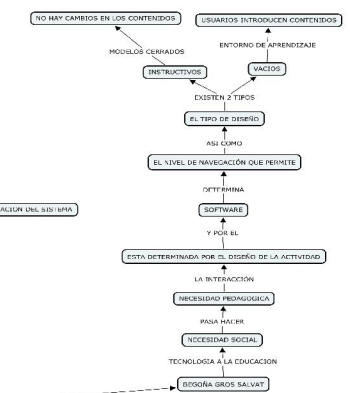 NO HAY CAMBIOS EN LOS CONTENIDOS
USUARIOS INTRODUCEN CONTENIDOS
MODELOS CERRADOS
ENTORNO DE APRENDIZAJE
INSTRUCTIVOS
VACIOS
EXISTEN 2 TIPOS
EL TIPO DE DISEÑO
ASI COMO
EL NIVEL DE NAVEGACIÓN QUE PERMITE
DETERMINA
ACION DEL SISTEMA
SOFTWARE
Y POR EL
ESTA DETERMINADA POR EL DISEÑO DE LA ACTIVIDAD
LA INTERACCIÓN
NECESIDAD PEDAGOGICA
PASA HACER
NECESIDAD SOCIAL
TECNOLOGIA A LA EDUCACION
BEGOÑA GROS SALVAT